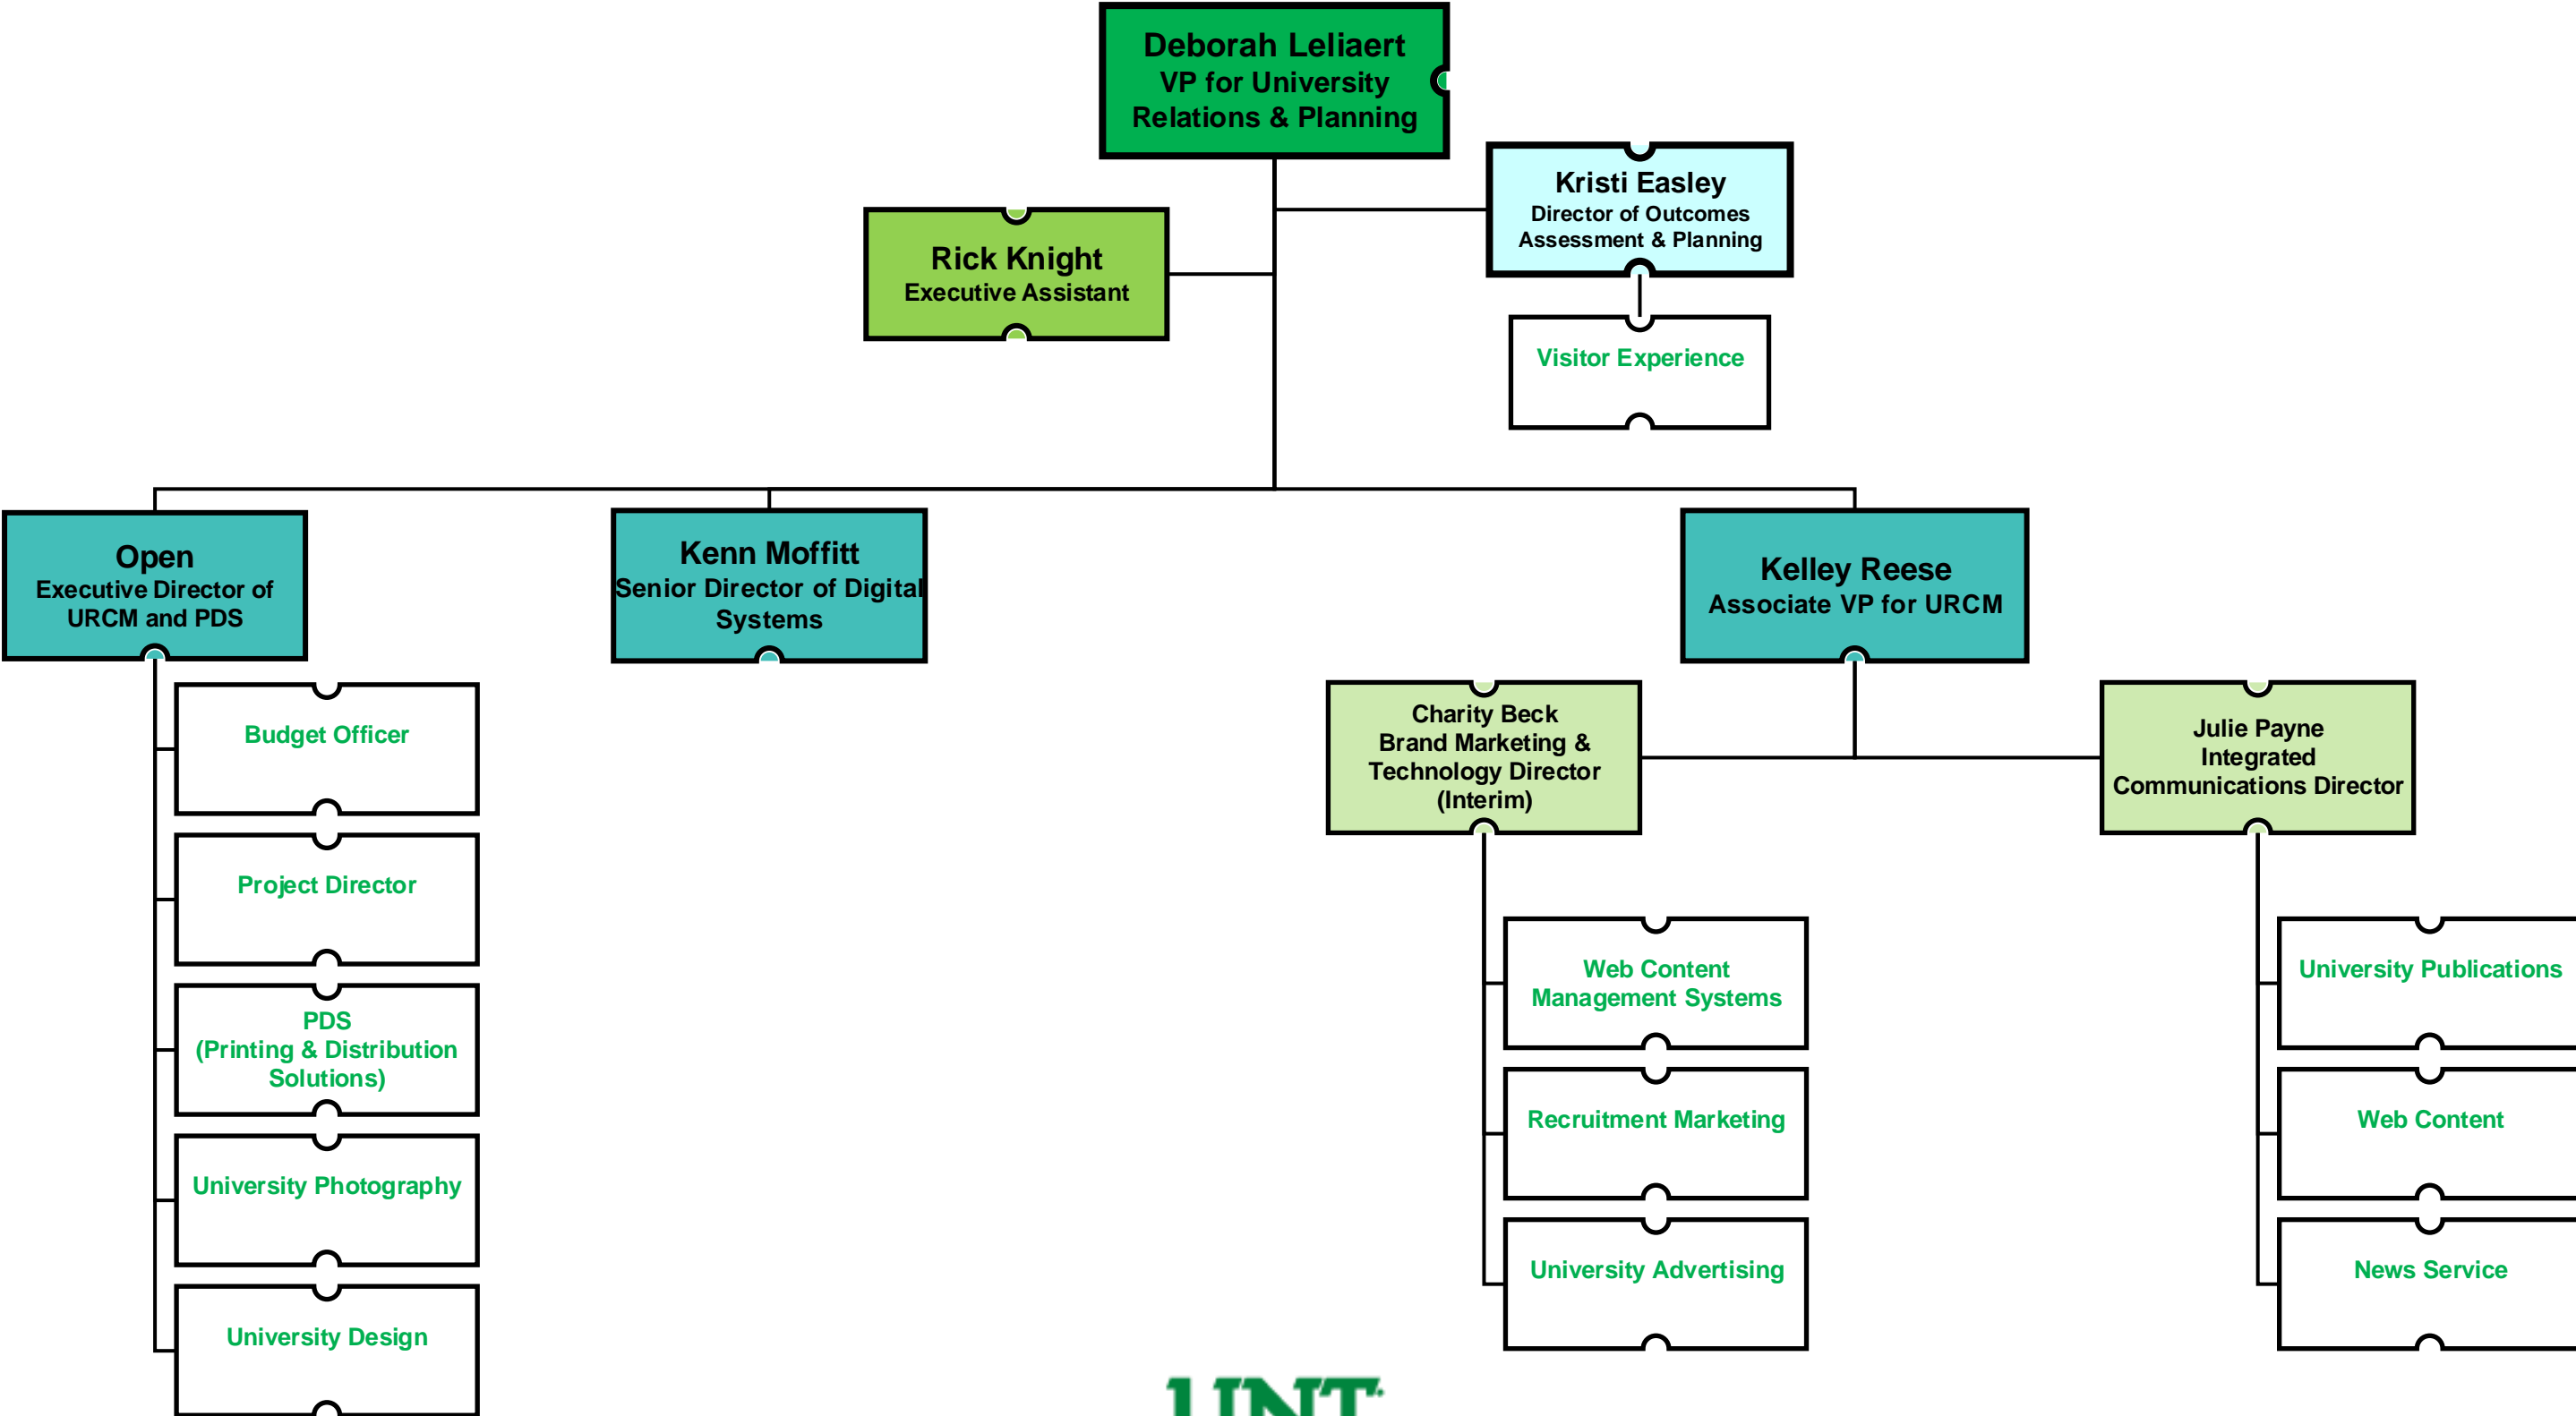 Deborah Leliaert
VP for University
Relations & Planning
Kristi Easley
Director of Outcomes
Assessment & Planning
Rick Knight
Executive Assistant
Visitor Experience
Open
Executive Director of
URCM and PDS
Kenn Moffitt
Senior Director of Digital
Systems
Kelley Reese
Associate VP for URCM
Budget Officer
Project Director
PDS
(Printing & Distribution
Solutions)
University Photography
University Design
Charity Beck
Brand Marketing &
Technology Director
(Interim)
Julie Payne
Integrated
Communications Director
Web Content
Management Systems
Recruitment Marketing
University Advertising
University Publications
Web Content
News Service
UNT